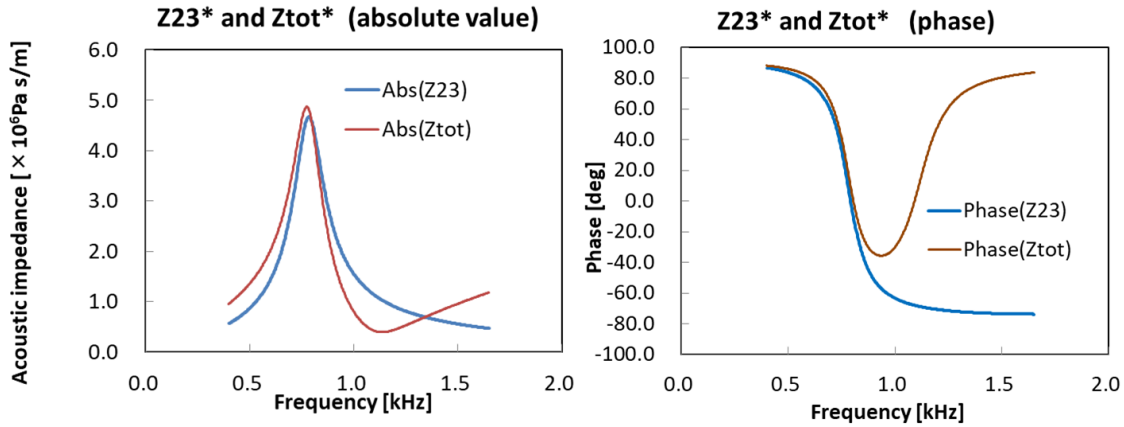 Z23* and Ztot* (absolute value)
Acoustic impedance [×10⁶Pa s/m]
6.0
5.0
4.0
3.0
2.0
1.0
0.0
Abs(Z23)
Abs(Ztot)
0.0 0.5 1.0 1.5 2.0
Frequency [kHz]
Z23* and Ztot* (phase)
Phase [deg]
100.0
80.0
60.0
40.0
20.0
0.0
-20.0
-40.0
-60.0
-80.0
-100.0
Phase(Z23)
Phase(Ztot)
0.0 0.5 1.0 1.5 2.0
Frequency [kHz]